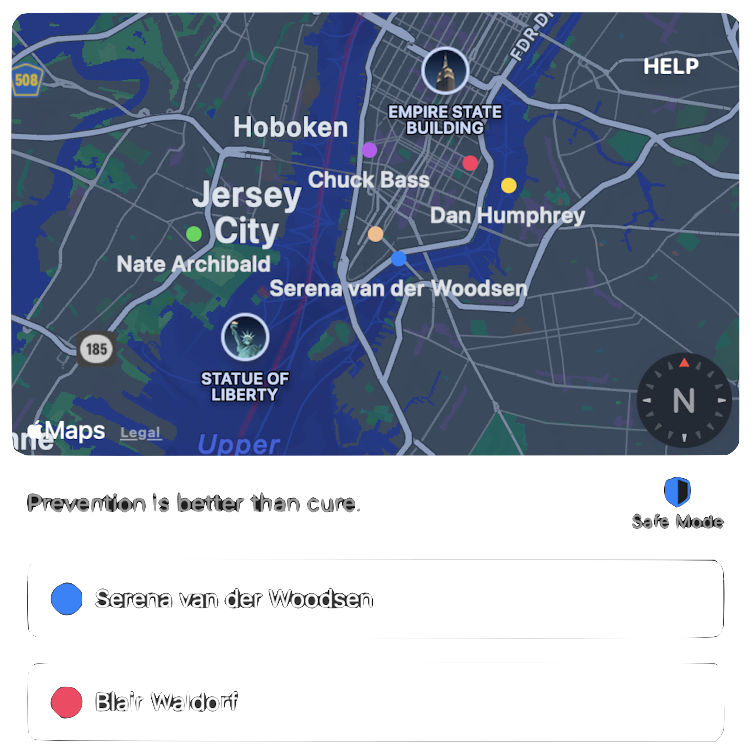 508
FDR DR
HELP
EMPIRE STATE
BUILDING
Hoboken
Chuck Bass
Jersey
City
Dan Humphrey
Nate Archibald
Serena van der Woodsen
185
STATUE OF
LIBERTY
N
Maps
Legal
Upper
Prevention is better than cure.
Safe Mode
Serena van der Woodsen
Blair Waldorf